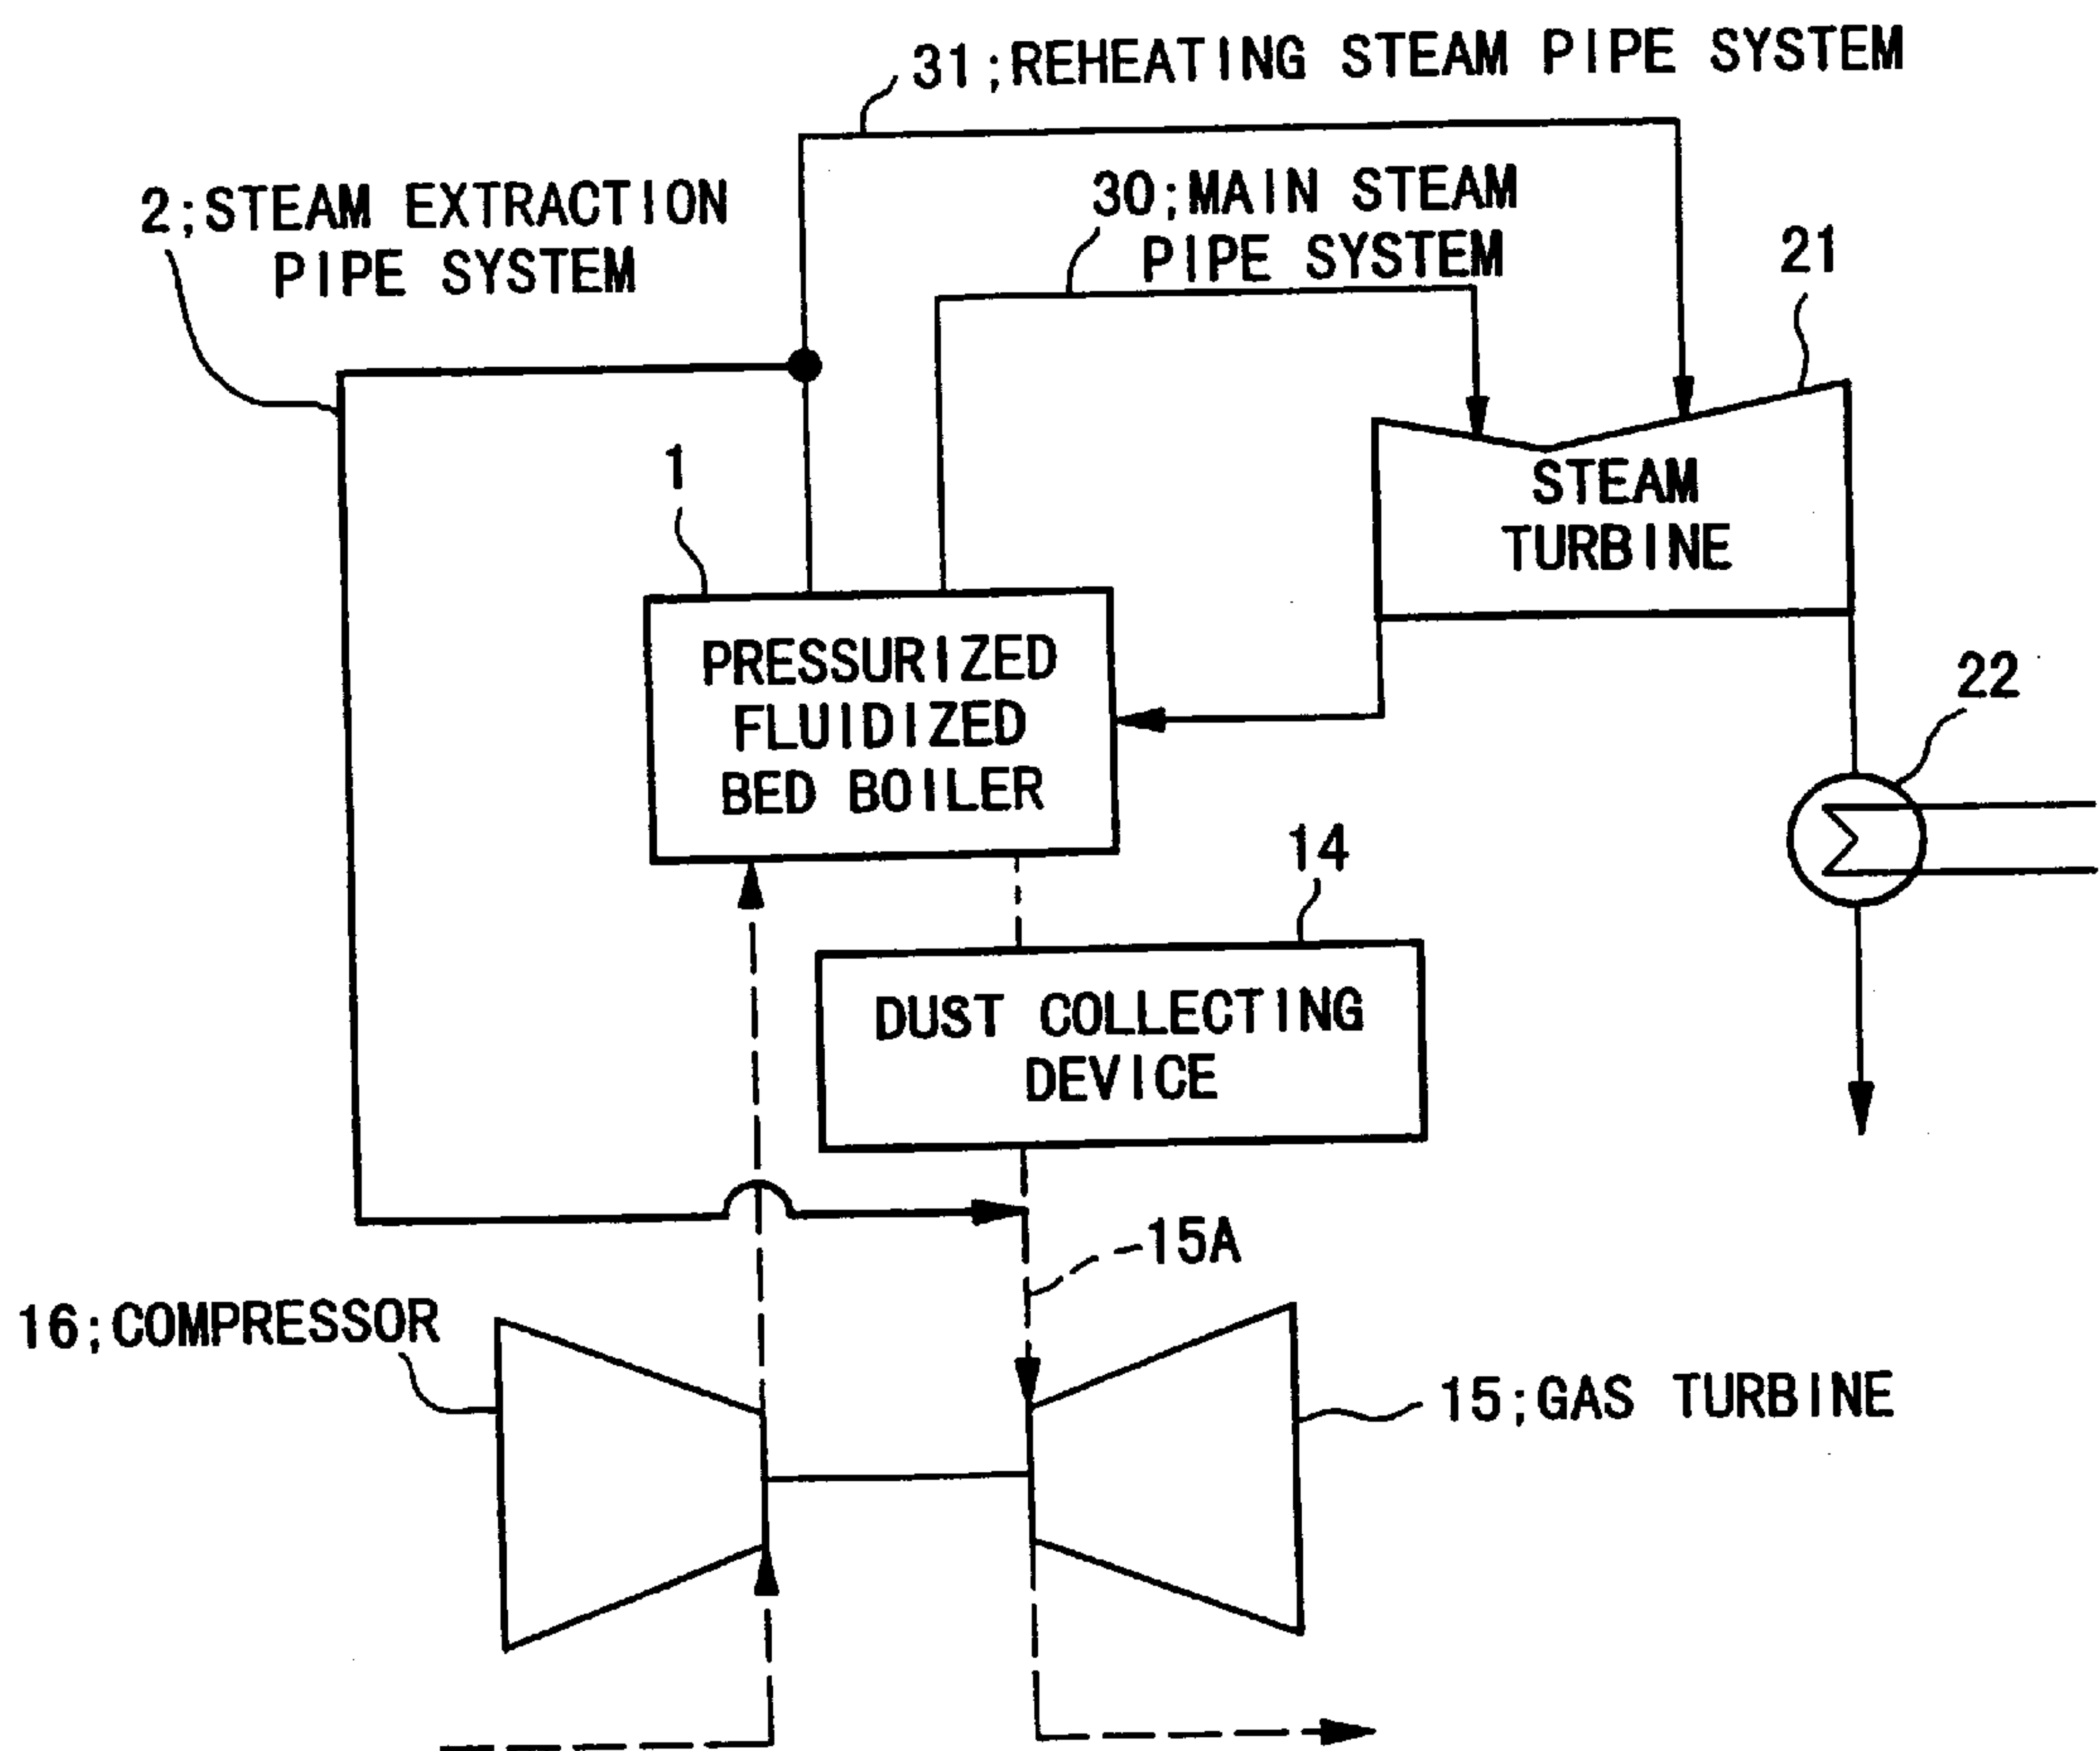 31;REHEATING STEAM PIPE SYSTEM
30;MAIN STEAM
PIPE SYSTEM
2;STEAM EXTRACTION
PIPE SYSTEM
21
STEAM
TURBINE
1
PRESSURIZED
FLUIDIZED
BED BOILER
22
14
DUST COLLECTING
DEVICE
15A
16;COMPRESSOR
15;GAS TURBINE